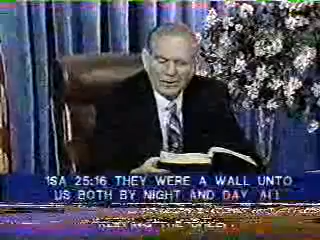 1SA 25:16 THEY WERE A WALL UNTO
US BOTH BY NIGHT AND DAY ALL